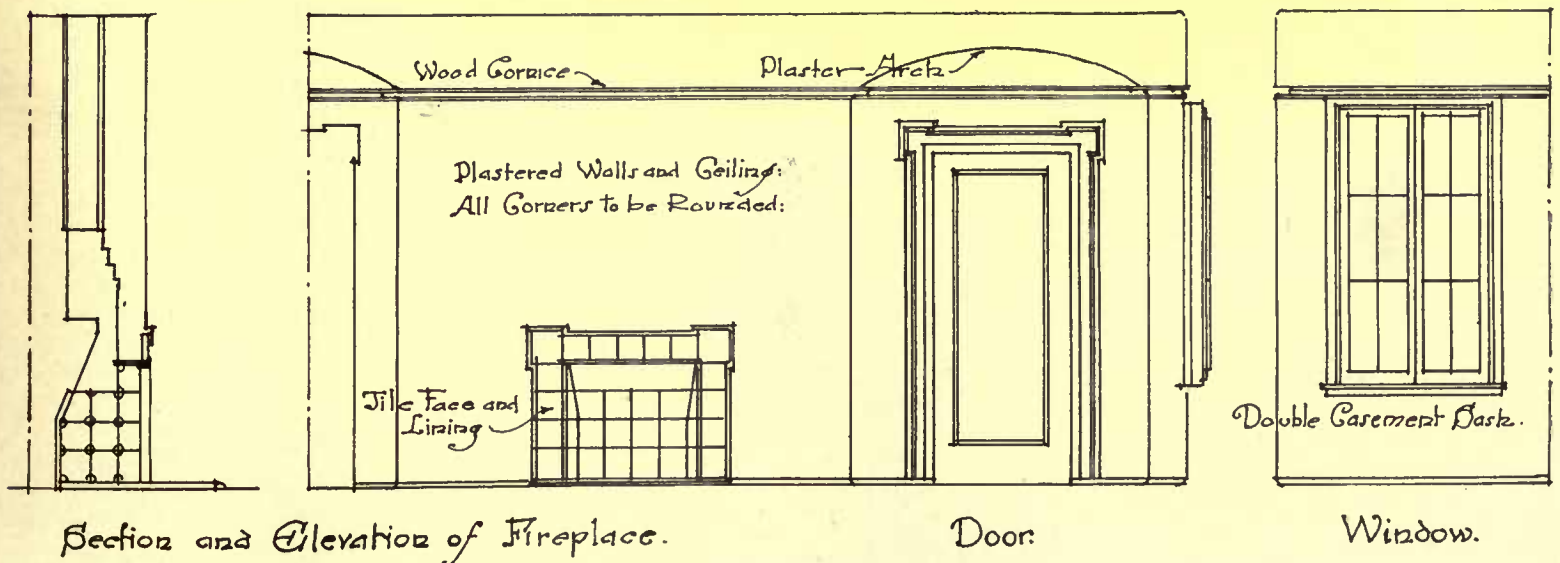 Wood Cornice
Plaster Arch
Plastered Walls and Ceiling:
All Corners to be Rounded:
Tile Face and
Lining
Double Casement Sash.
Section and Elevation of Fireplace.
Door.
Window.